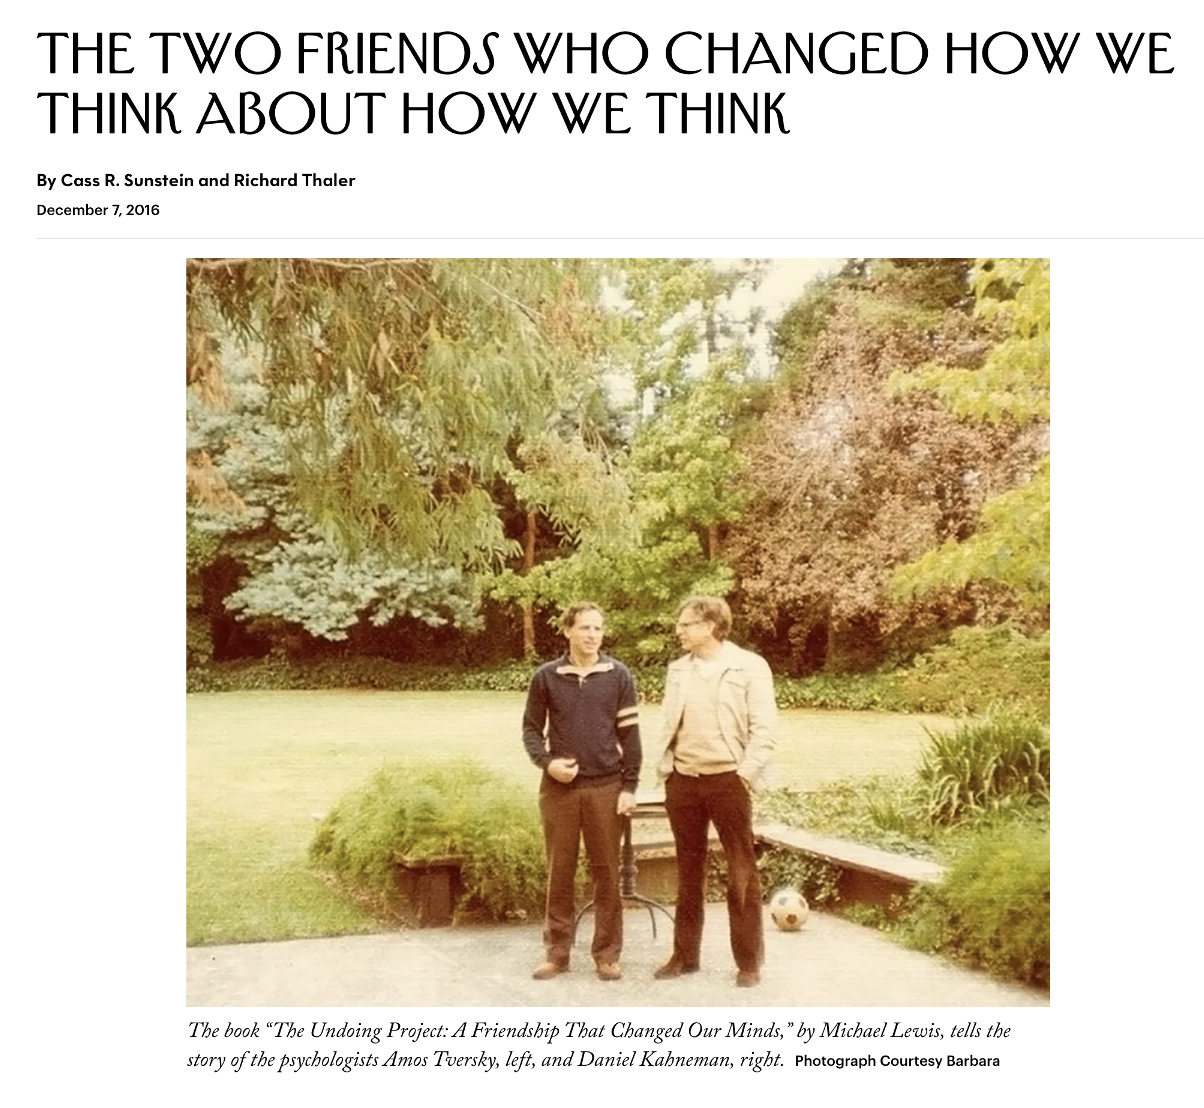 THE TWO FRIENDS WHO CHANGED HOW WE
THINK ABOUT HOW WE THINK
By Cass R. Sunstein and Richard Thaler
December 7, 2016
The book “The Undoing Project: A Friendship That Changed Our Minds,” by Michael Lewis, tells the
story of the psychologists Amos Tversky, left, and Daniel Kahneman, right. Photograph Courtesy Barbara